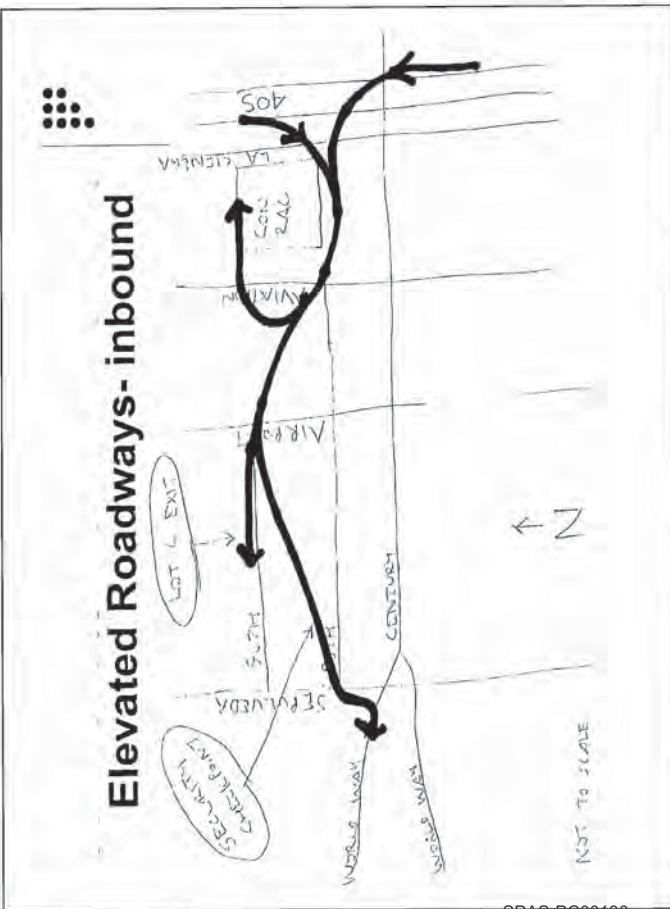 Elevated Roadways- inbound
405
LA CIENEGA
CON
RAC
AVIATION
AIRPORT
LOT C EXIT
96TH
SEPULVEDA
SECURITY
CHECKPOINT
CENTURY
WORLD WAY
WORLD WAY
N
NOT TO SCALE